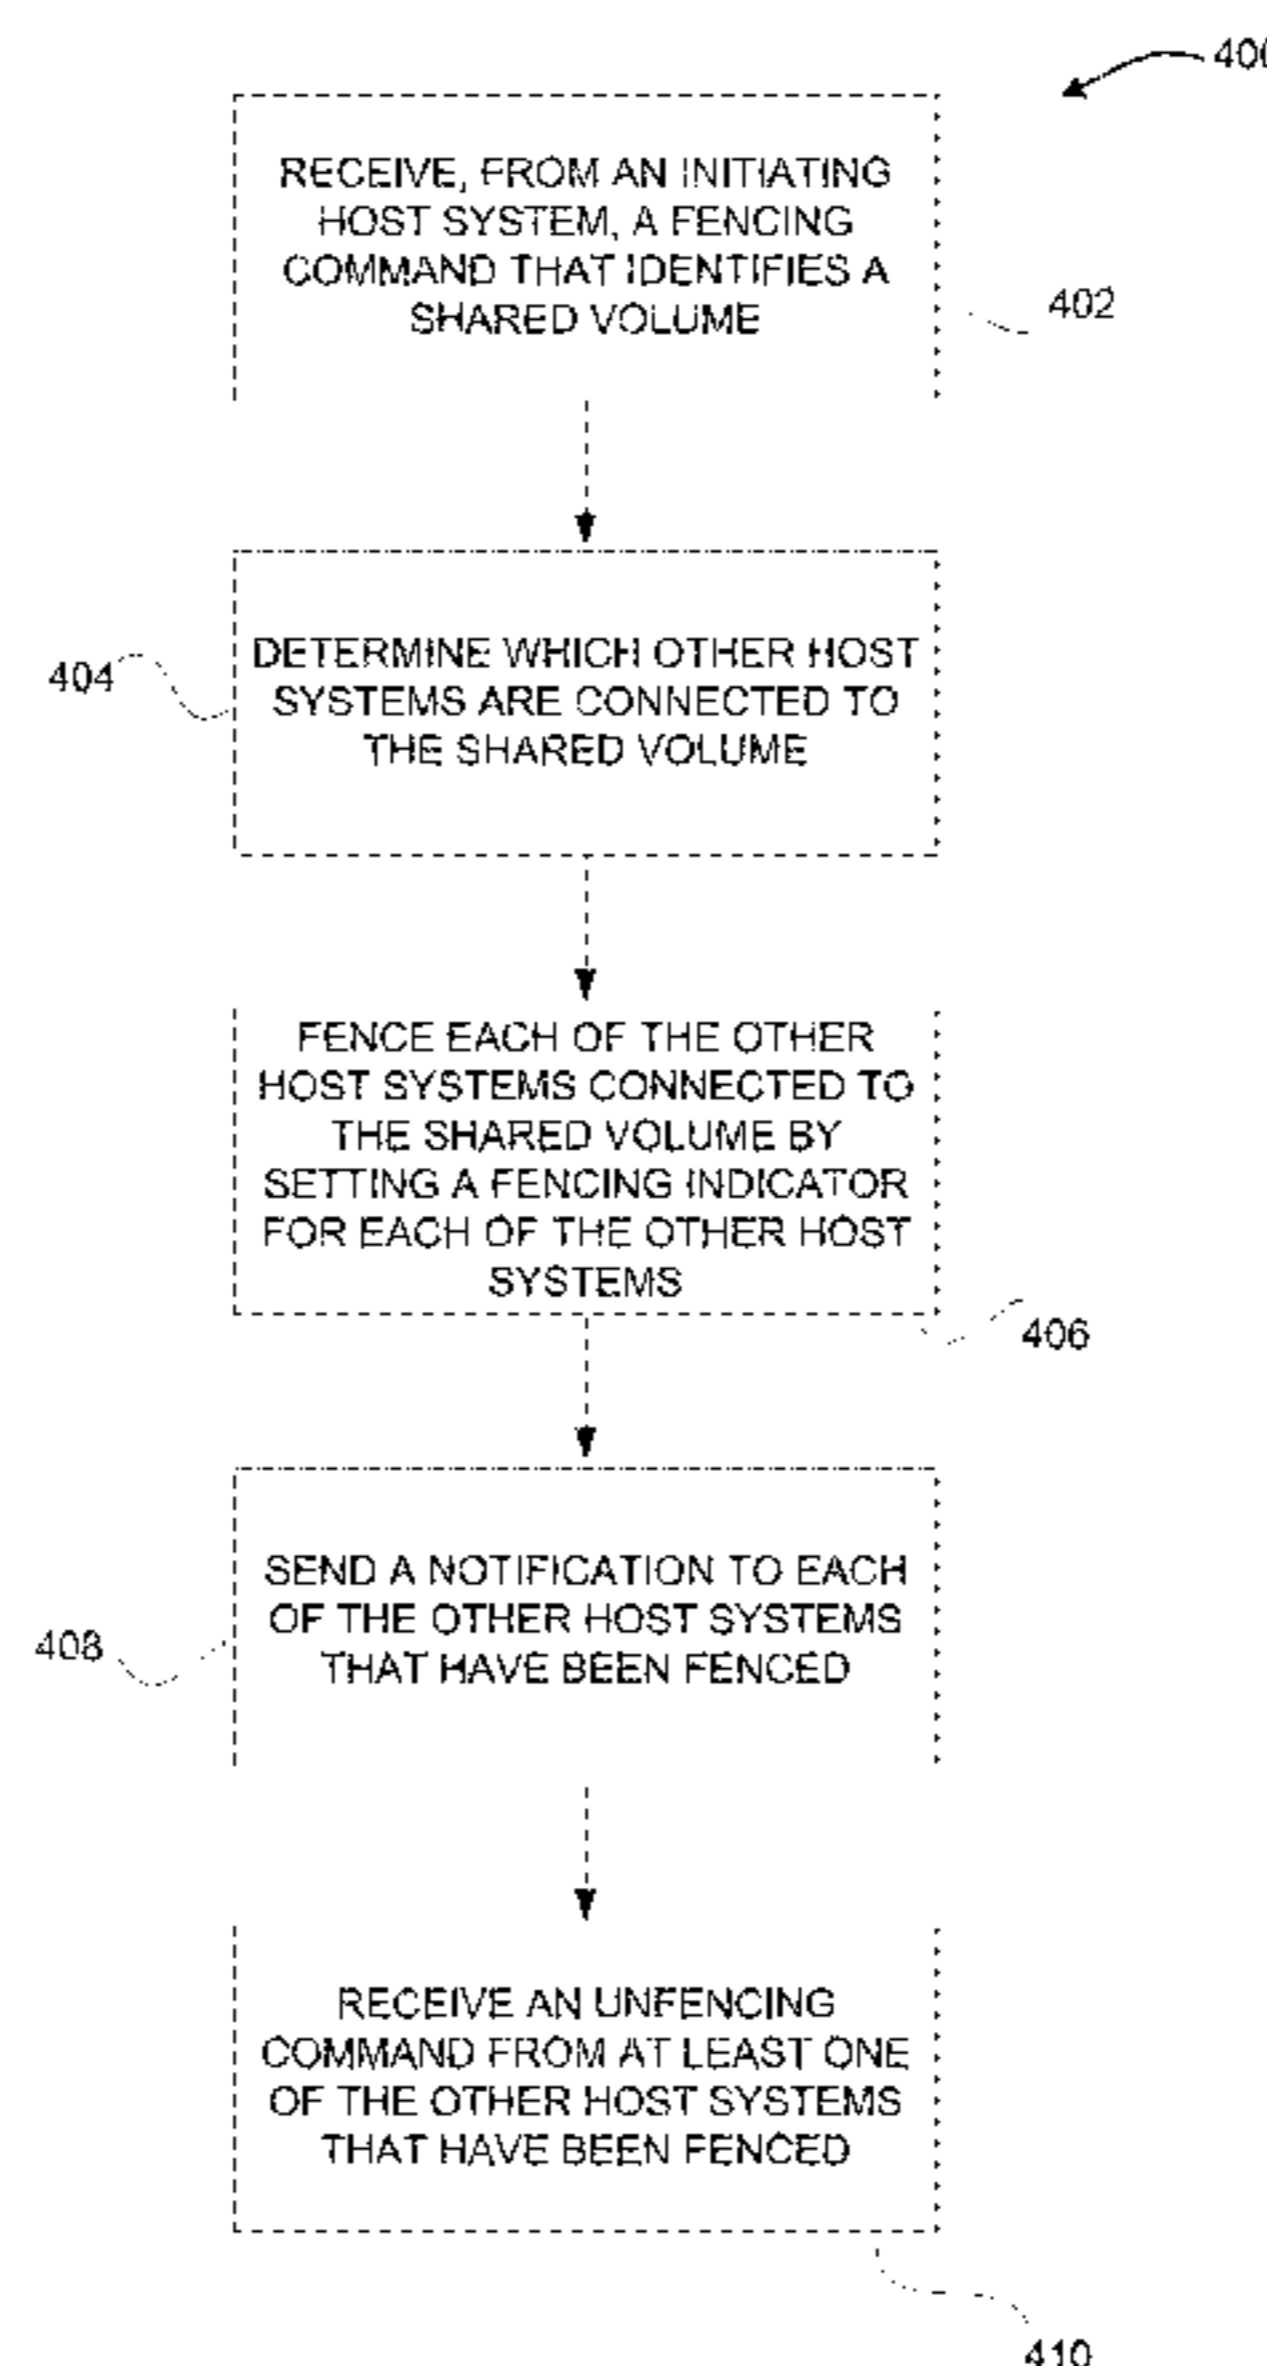 400
RECEIVE, FROM AN INITIATING
HOST SYSTEM, A FENCING
COMMAND THAT IDENTIFIES A
SHARED VOLUME
402
DETERMINE WHICH OTHER HOST
SYSTEMS ARE CONNECTED TO
THE SHARED VOLUME
404
FENCE EACH OF THE OTHER
HOST SYSTEMS CONNECTED TO
THE SHARED VOLUME BY
SETTING A FENCING INDICATOR
FOR EACH OF THE OTHER HOST
SYSTEMS
406
SEND A NOTIFICATION TO EACH
OF THE OTHER HOST SYSTEMS
THAT HAVE BEEN FENCED
408
RECEIVE AN UNFENCING
COMMAND FROM AT LEAST ONE
OF THE OTHER HOST SYSTEMS
THAT HAVE BEEN FENCED
410